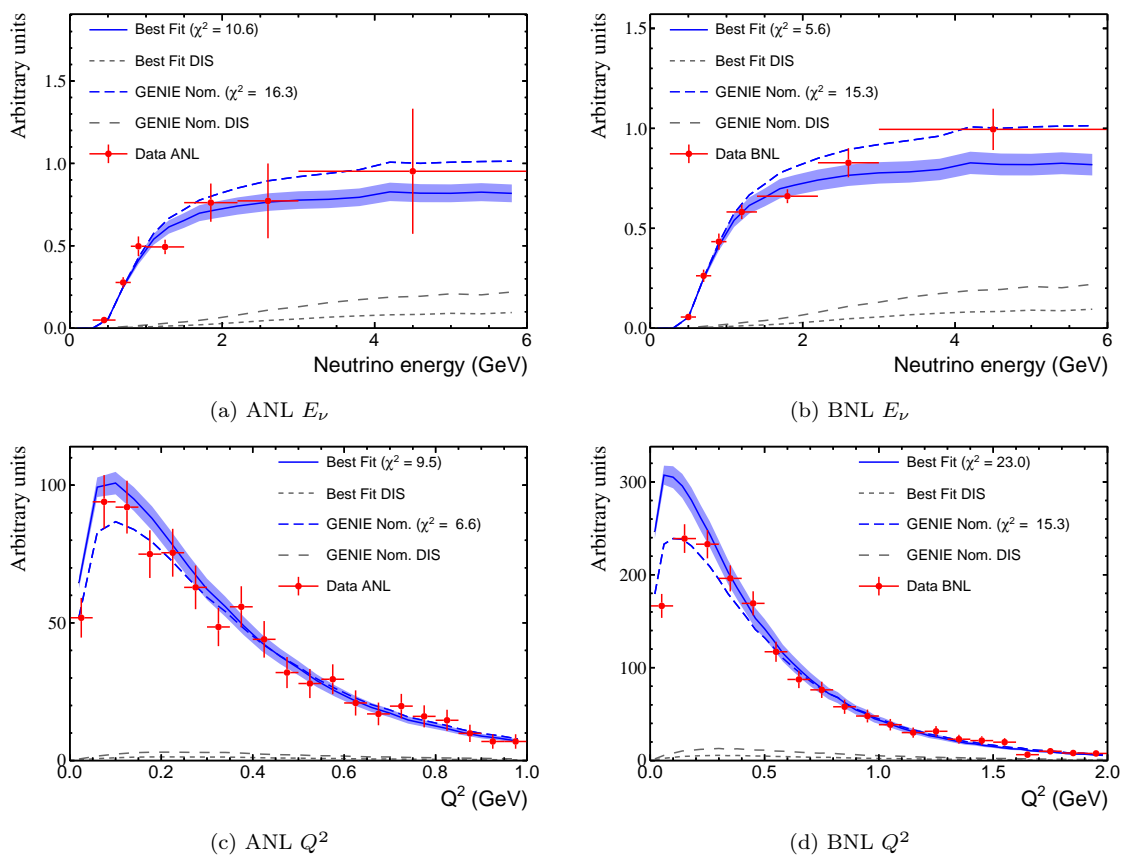 Arbitrary units
Best Fit (χ² = 10.6)
Best Fit DIS
GENIE Nom. (χ² = 16.3)
GENIE Nom. DIS
Data ANL
1.5
1.0
0.5
0.0
0 2 4 6
Neutrino energy (GeV)
(a) ANL E_ν
Arbitrary units
Best Fit (χ² = 5.6)
Best Fit DIS
GENIE Nom. (χ² = 15.3)
GENIE Nom. DIS
Data BNL
1.5
1.0
0.5
0.0
0 2 4 6
Neutrino energy (GeV)
(b) BNL E_ν
Arbitrary units
Best Fit (χ² = 9.5)
Best Fit DIS
GENIE Nom. (χ² = 6.6)
GENIE Nom. DIS
Data ANL
100
50
0
0.0 0.2 0.4 0.6 0.8 1.0
Q² (GeV)
(c) ANL Q²
Arbitrary units
Best Fit (χ² = 23.0)
Best Fit DIS
GENIE Nom. (χ² = 15.3)
GENIE Nom. DIS
Data BNL
300
200
100
0
0.0 0.5 1.0 1.5 2.0
Q² (GeV)
(d) BNL Q²